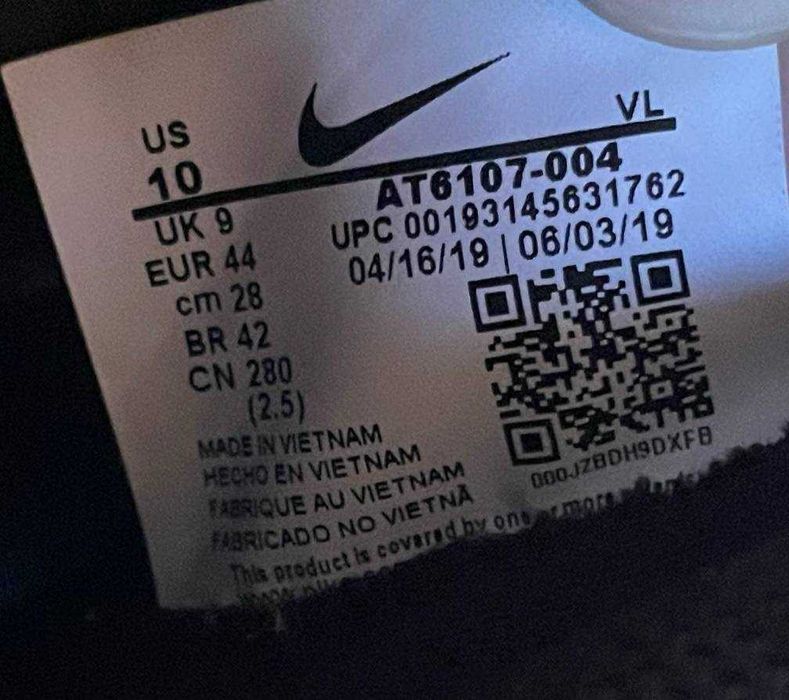 US
10
VL
AT6107-004
UPC 00193145631762
04/16/19 | 06/03/19
UK 9
EUR 44
cm 28
BR 42
CN 280
(2.5)
MADE IN VIETNAM
HECHO EN VIETNAM
FABRIQUE AU VIETNAM
FABRICADO NO VIETNÃ
000JZBDH9DXFB
This product is covered by one or more